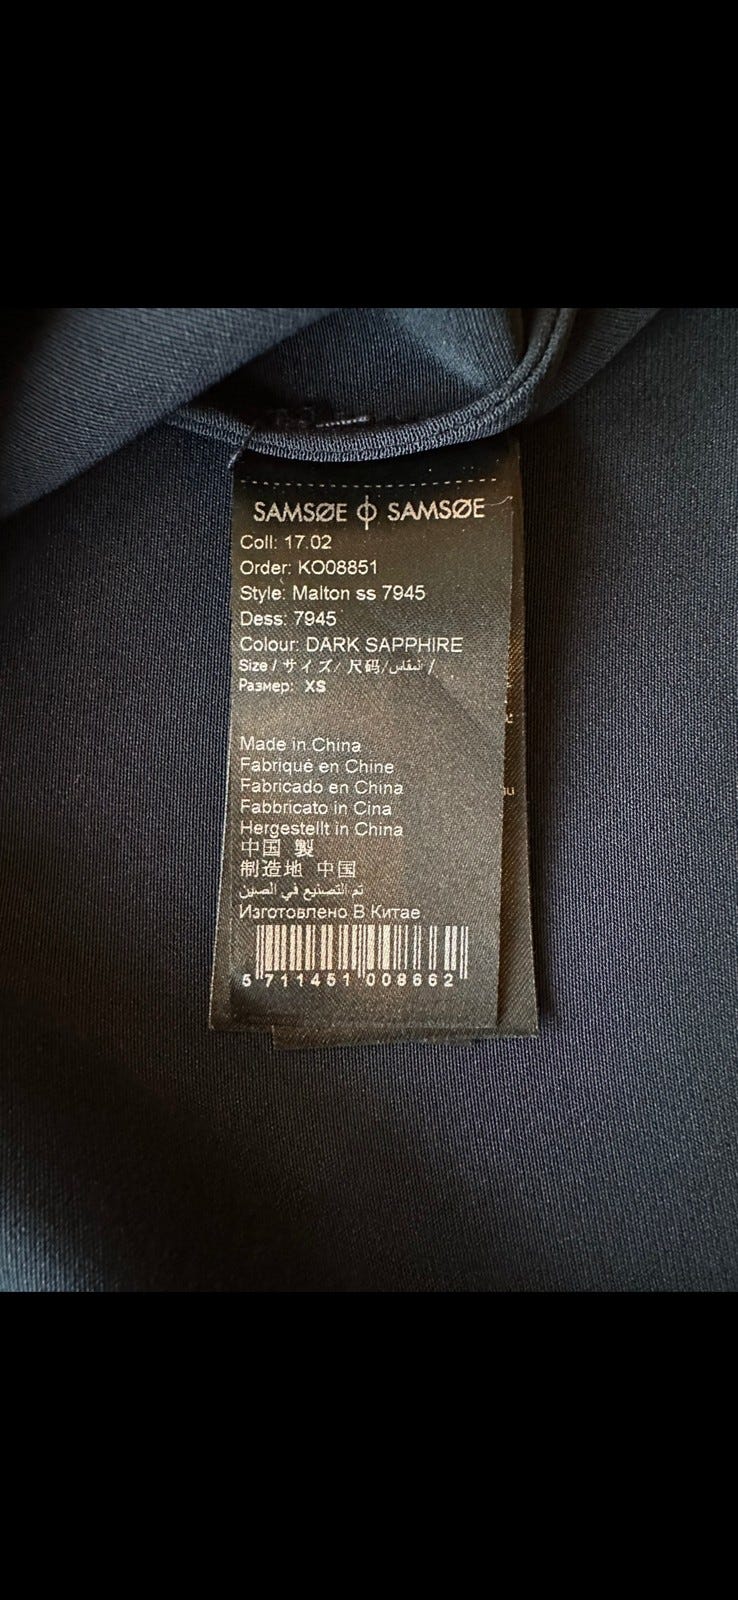 SAMSØE ϕ SAMSØE
Coll: 17.02
Order: KO08851
Style: Malton ss 7945
Dess: 7945
Colour: DARK SAPPHIRE
Size / サイズ/ 尺码/المقاس /
Размер: XS
Made in China
Fabriqué en Chine
Fabricado en China
Fabbricato in Cina
Hergestellt in China
中国 製
制造地 中国
تم التصنيع في الصين
Изготовлено В Китае
5 711451 008662